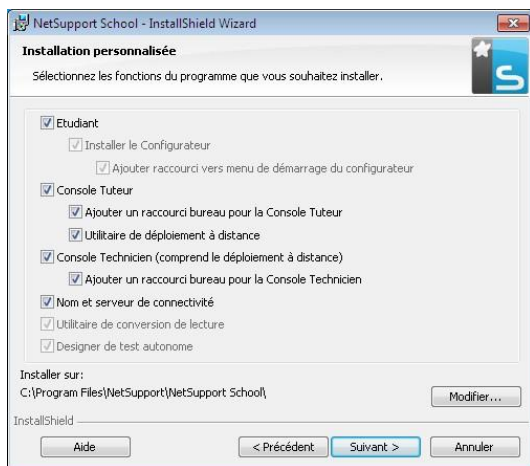 NetSupport School - InstallShield Wizard
Installation personnalisée
Sélectionnez les fonctions du programme que vous souhaitez installer.
S
Etudiant
Installer le Configurateur
Ajouter raccourci vers menu de démarrage du configurateur
Console Tuteur
Ajouter un raccourci bureau pour la Console Tuteur
Utilitaire de déploiement à distance
Console Technicien (comprend le déploiement à distance)
Ajouter un raccourci bureau pour la Console Technicien
Nom et serveur de connectivité
Utilitaire de conversion de lecture
Designer de test autonome
Installer sur:
C:\Program Files\NetSupport\NetSupport School\
Modifier...
InstallShield
Aide
< Précédent
Suivant >
Annuler